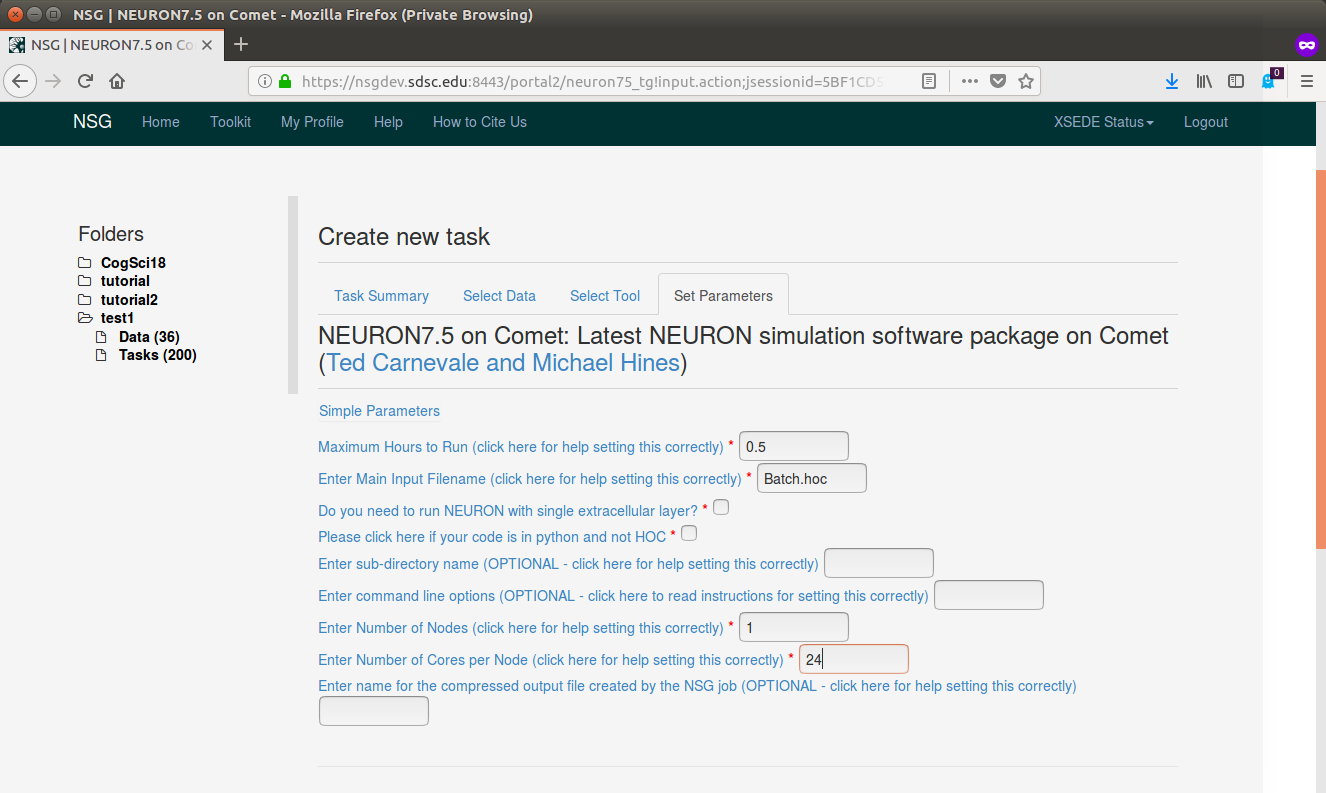 NSG | NEURON7.5 on Comet - Mozilla Firefox (Private Browsing)
NSG | NEURON7.5 on Co
https://nsgdev.sdsc.edu:8443/portal2/neuron75_tglinput.action;jsessionid=5BF1CD5
0
NSG Home Toolkit My Profile Help How to Cite Us XSEDE Status Logout
Folders
CogSci18
tutorial
tutorial2
test1
Data (36)
Tasks (200)
Create new task
Task Summary Select Data Select Tool Set Parameters
NEURON7.5 on Comet: Latest NEURON simulation software package on Comet
(Ted Carnevale and Michael Hines)
Simple Parameters
Maximum Hours to Run (click here for help setting this correctly) * 0.5
Enter Main Input Filename (click here for help setting this correctly) * Batch.hoc
Do you need to run NEURON with single extracellular layer? *
Please click here if your code is in python and not HOC *
Enter sub-directory name (OPTIONAL - click here for help setting this correctly)
Enter command line options (OPTIONAL - click here to read instructions for setting this correctly)
Enter Number of Nodes (click here for help setting this correctly) * 1
Enter Number of Cores per Node (click here for help setting this correctly) * 24
Enter name for the compressed output file created by the NSG job (OPTIONAL - click here for help setting this correctly)